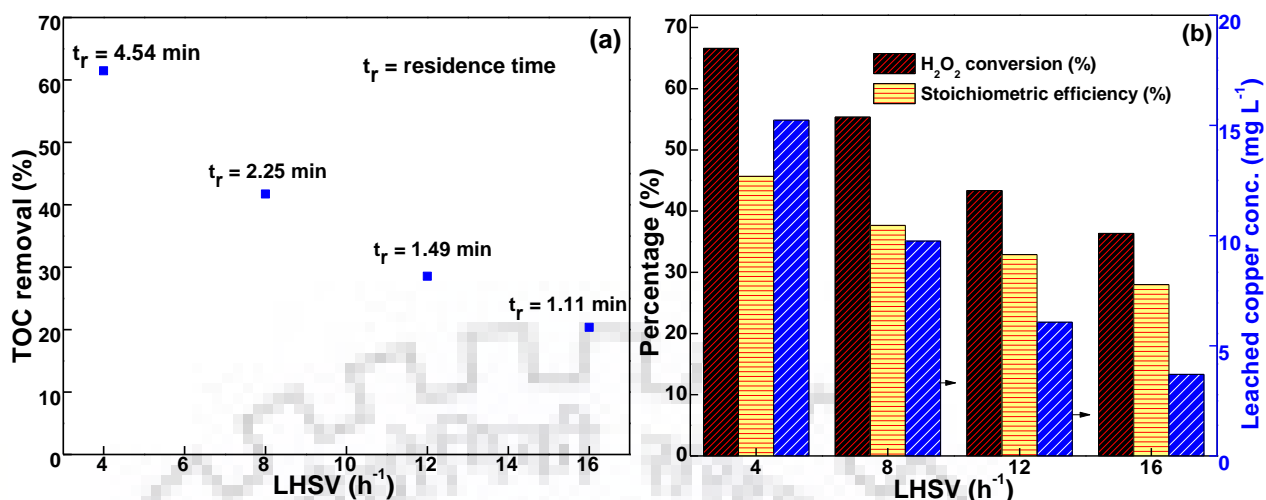 (a)
t_r = 4.54 min
t_r = residence time
t_r = 2.25 min
t_r = 1.49 min
t_r = 1.11 min
TOC removal (%)
70
60
50
40
30
20
10
0
4
6
8
10
12
14
16
LHSV (h⁻¹)
(b)
H₂O₂ conversion (%)
Stoichiometric efficiency (%)
Percentage (%)
70
60
50
40
30
20
10
0
4
8
12
16
LHSV (h⁻¹)
20
15
10
5
0
Leached copper conc. (mg L⁻¹)